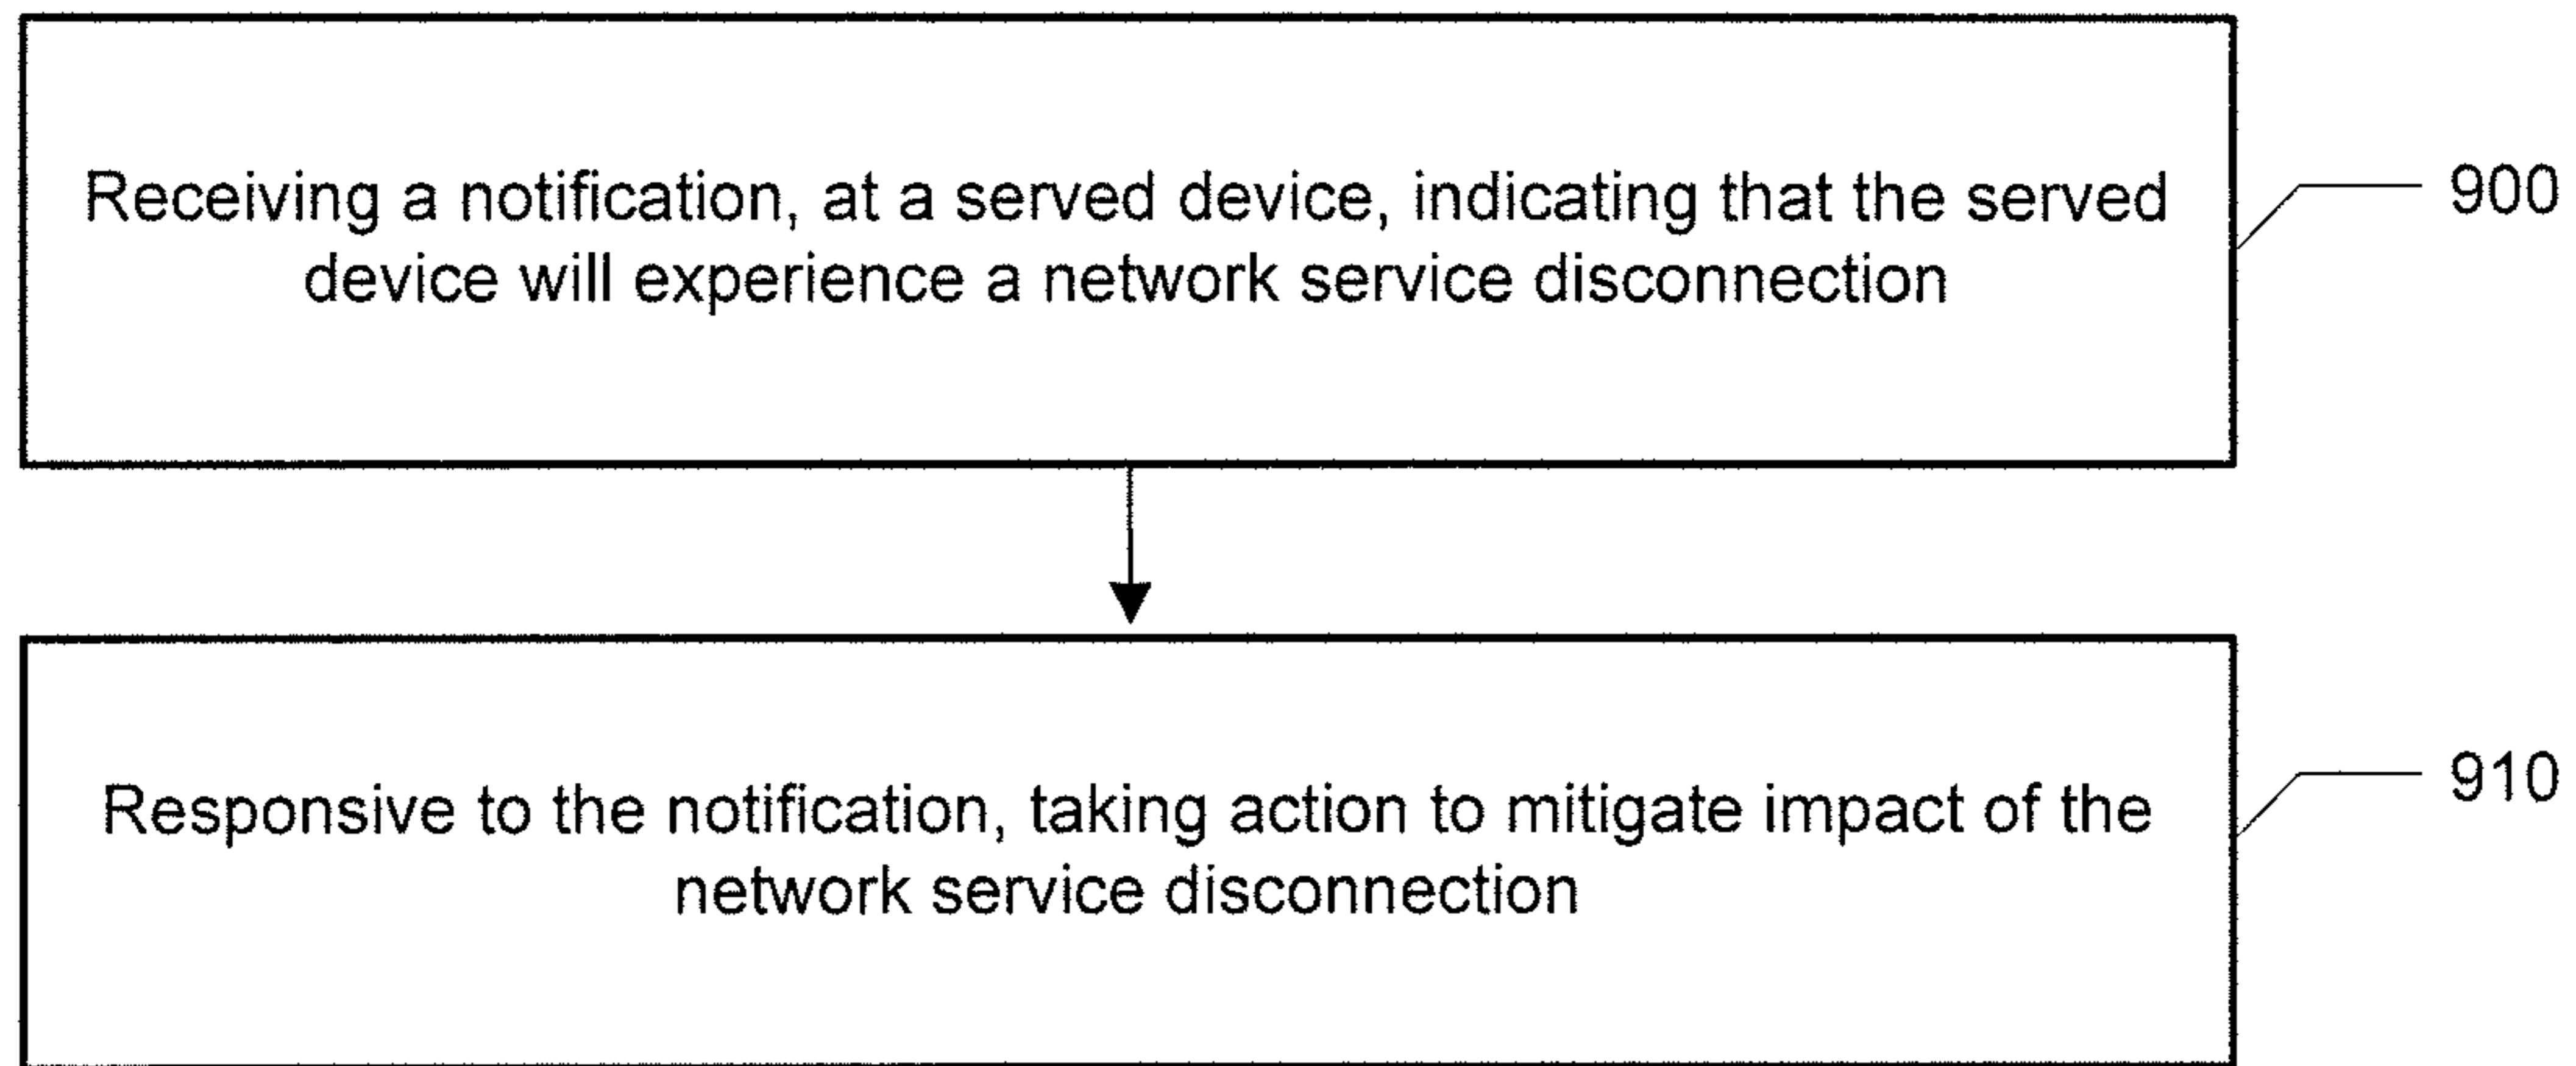 Receiving a notification, at a served device, indicating that the served
device will experience a network service disconnection
900
Responsive to the notification, taking action to mitigate impact of the
network service disconnection
910